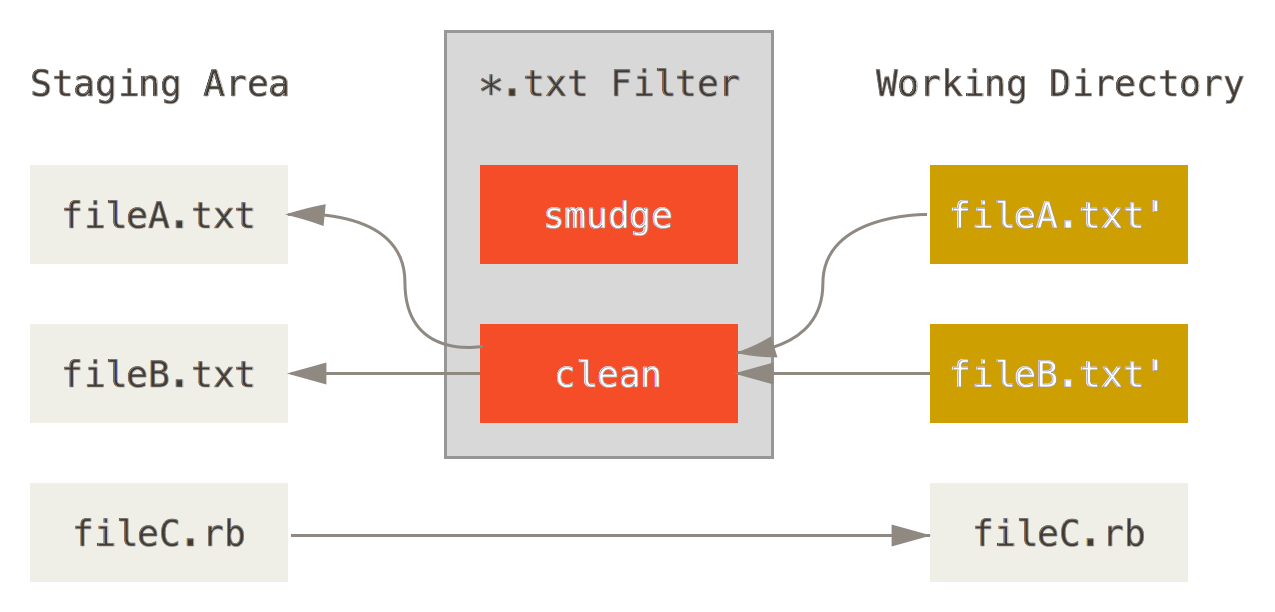 Staging Area
*.txt Filter
Working Directory
fileA.txt
smudge
fileA.txt'
fileB.txt
clean
fileB.txt'
fileC.rb
fileC.rb